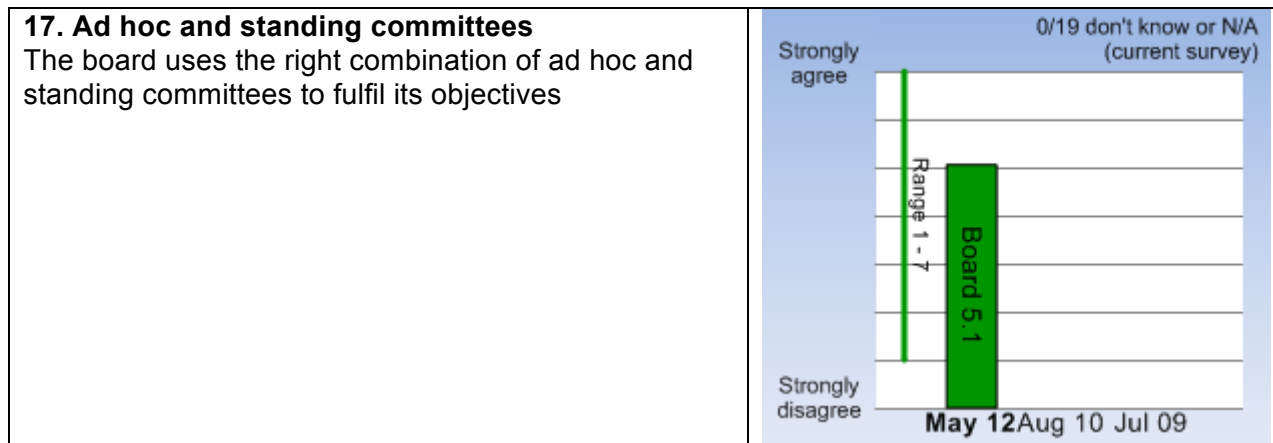 17. Ad hoc and standing committees
The board uses the right combination of ad hoc and
standing committees to fulfil its objectives
0/19 don't know or N/A
(current survey)
Strongly
agree
Range 1 - 7
Board 5.1
Strongly
disagree
May 12Aug 10 Jul 09